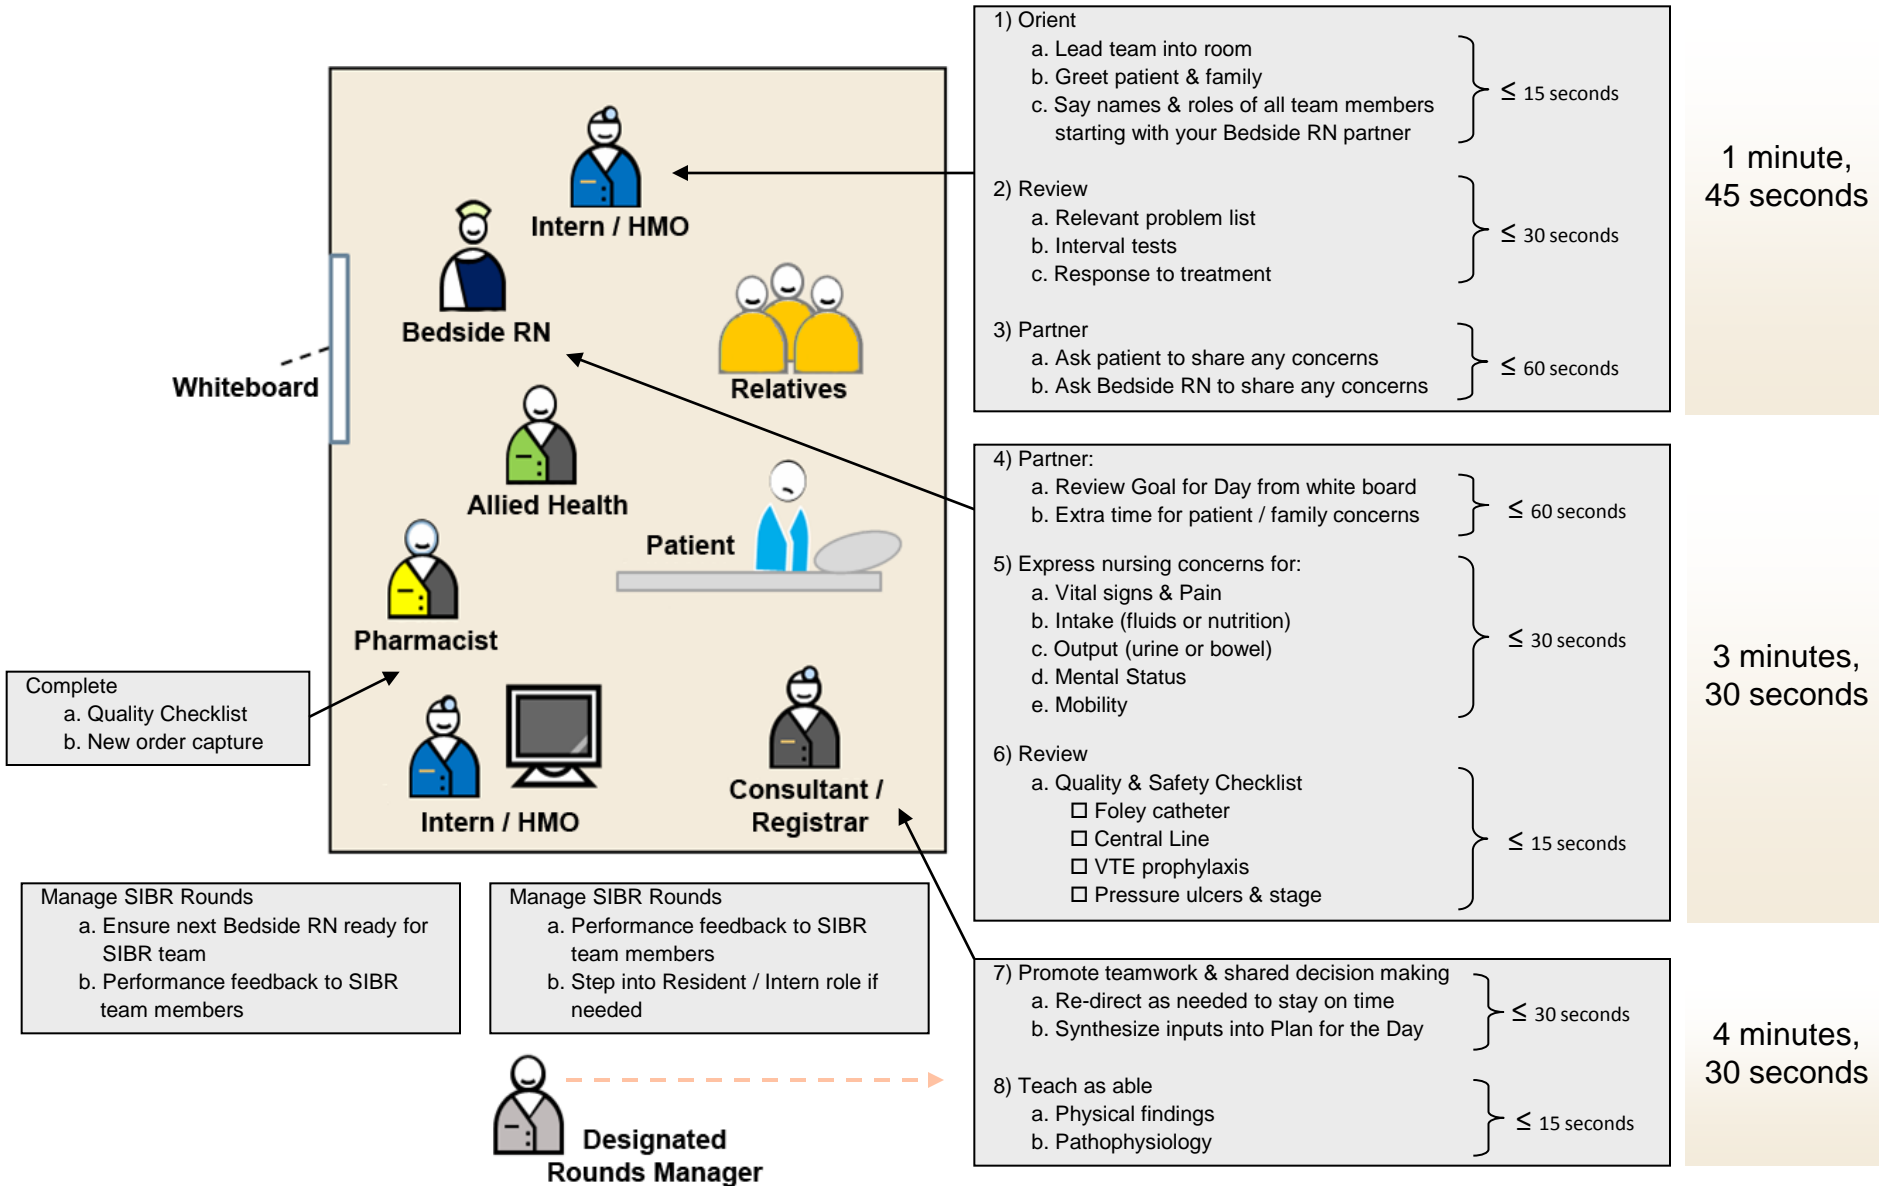 1) Orient
a. Lead team into room
b. Greet patient & family
c. Say names & roles of all team members
starting with your Bedside RN partner
≤ 15 seconds
2) Review
a. Relevant problem list
b. Interval tests
c. Response to treatment
≤ 30 seconds
3) Partner
a. Ask patient to share any concerns
b. Ask Bedside RN to share any concerns
≤ 60 seconds
1 minute,
45 seconds
Intern / HMO
Bedside RN
Whiteboard
Relatives
Allied Health
Patient
Pharmacist
Intern / HMO
Consultant /
Registrar
4) Partner:
a. Review Goal for Day from white board
b. Extra time for patient / family concerns
≤ 60 seconds
5) Express nursing concerns for:
a. Vital signs & Pain
b. Intake (fluids or nutrition)
c. Output (urine or bowel)
d. Mental Status
e. Mobility
≤ 30 seconds
6) Review
a. Quality & Safety Checklist
☐ Foley catheter
☐ Central Line
☐ VTE prophylaxis
☐ Pressure ulcers & stage
≤ 15 seconds
3 minutes,
30 seconds
Complete
a. Quality Checklist
b. New order capture
Manage SIBR Rounds
a. Ensure next Bedside RN ready for
SIBR team
b. Performance feedback to SIBR
team members
Manage SIBR Rounds
a. Performance feedback to SIBR
team members
b. Step into Resident / Intern role if
needed
7) Promote teamwork & shared decision making
a. Re-direct as needed to stay on time
b. Synthesize inputs into Plan for the Day
≤ 30 seconds
8) Teach as able
a. Physical findings
b. Pathophysiology
≤ 15 seconds
4 minutes,
30 seconds
Designated
Rounds Manager